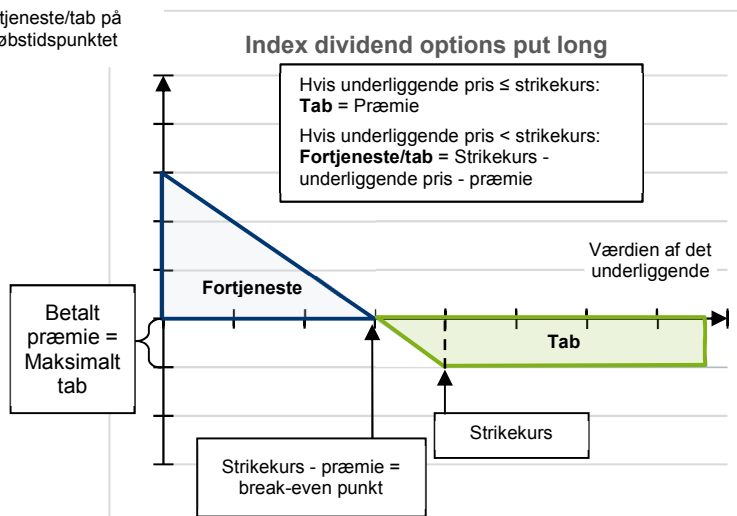 tjeneste/tab på
øbstidspunktet
Index dividend options put long
Hvis underliggende pris ≤ strikekurs:
Tab = Præmie
Hvis underliggende pris < strikekurs:
Fortjeneste/tab = Strikekurs -
underliggende pris - præmie
Værdien af det
underliggende
Fortjeneste
Betalt
præmie =
Maksimalt
tab
Tab
Strikekurs
Strikekurs - præmie =
break-even punkt